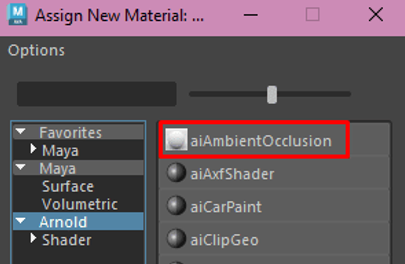 Assign New Material: ...
Options
Favorites
Maya
Maya
Surface
Volumetric
Arnold
Shader
aiAmbientOcclusion
aiAxfShader
aiCarPaint
aiClipGeo